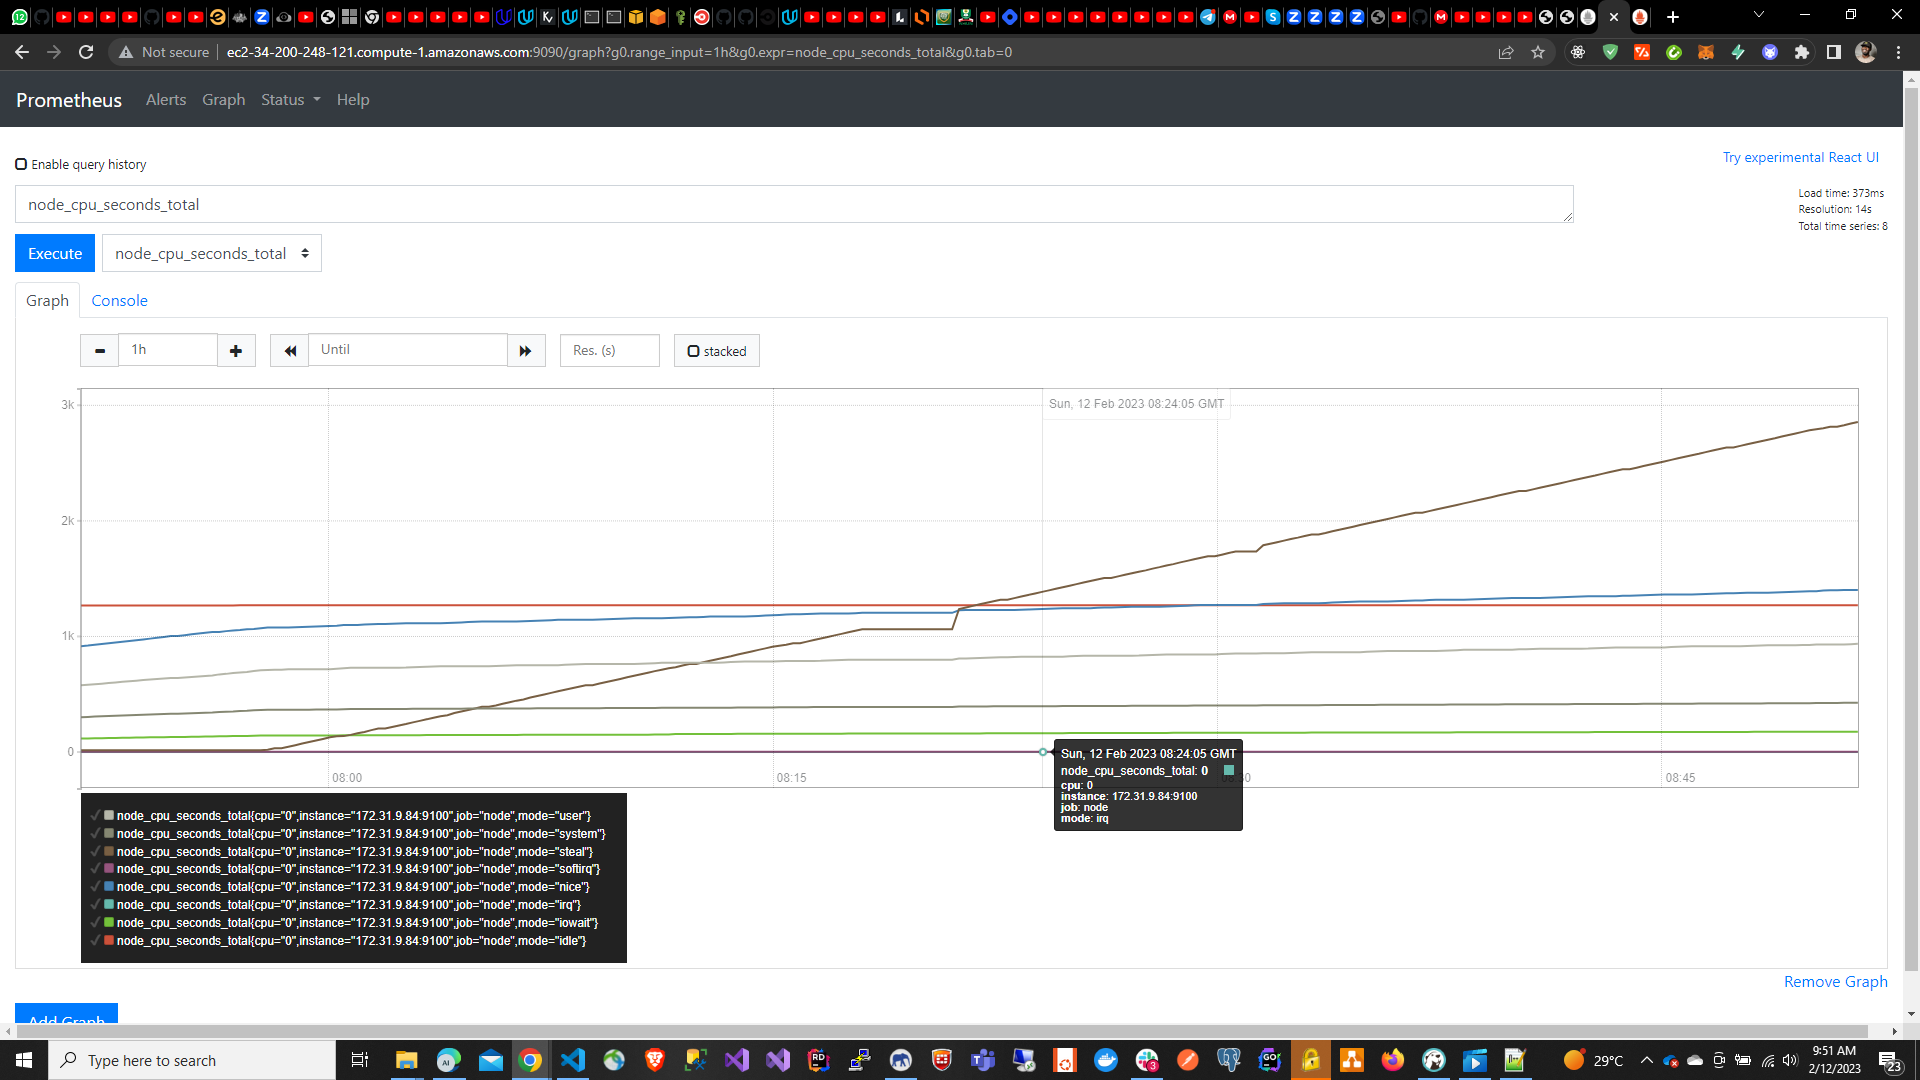 Not secure
ec2-34-200-248-121.compute-1.amazonaws.com:9090/graph?g0.range_input=1h&g0.expr=node_cpu_seconds_total&g0.tab=0
Prometheus Alerts Graph Status Help
Enable query history
Try experimental React UI
node_cpu_seconds_total
Load time: 373ms
Resolution: 14s
Total time series: 8
Execute node_cpu_seconds_total
Graph Console
1h Until Res. (s) stacked
Sun, 12 Feb 2023 08:24:05 GMT
3k
2k
1k
0
08:00 08:15 08:45
Sun, 12 Feb 2023 08:24:05 GMT
node_cpu_seconds_total: 0
cpu: 0
instance: 172.31.9.84:9100
job: node
mode: irq
node_cpu_seconds_total{cpu="0",instance="172.31.9.84:9100",job="node",mode="user"}
node_cpu_seconds_total{cpu="0",instance="172.31.9.84:9100",job="node",mode="system"}
node_cpu_seconds_total{cpu="0",instance="172.31.9.84:9100",job="node",mode="steal"}
node_cpu_seconds_total{cpu="0",instance="172.31.9.84:9100",job="node",mode="softirq"}
node_cpu_seconds_total{cpu="0",instance="172.31.9.84:9100",job="node",mode="nice"}
node_cpu_seconds_total{cpu="0",instance="172.31.9.84:9100",job="node",mode="irq"}
node_cpu_seconds_total{cpu="0",instance="172.31.9.84:9100",job="node",mode="iowait"}
node_cpu_seconds_total{cpu="0",instance="172.31.9.84:9100",job="node",mode="idle"}
Remove Graph
Add Graph
Type here to search
29°C
9:51 AM
2/12/2023
23